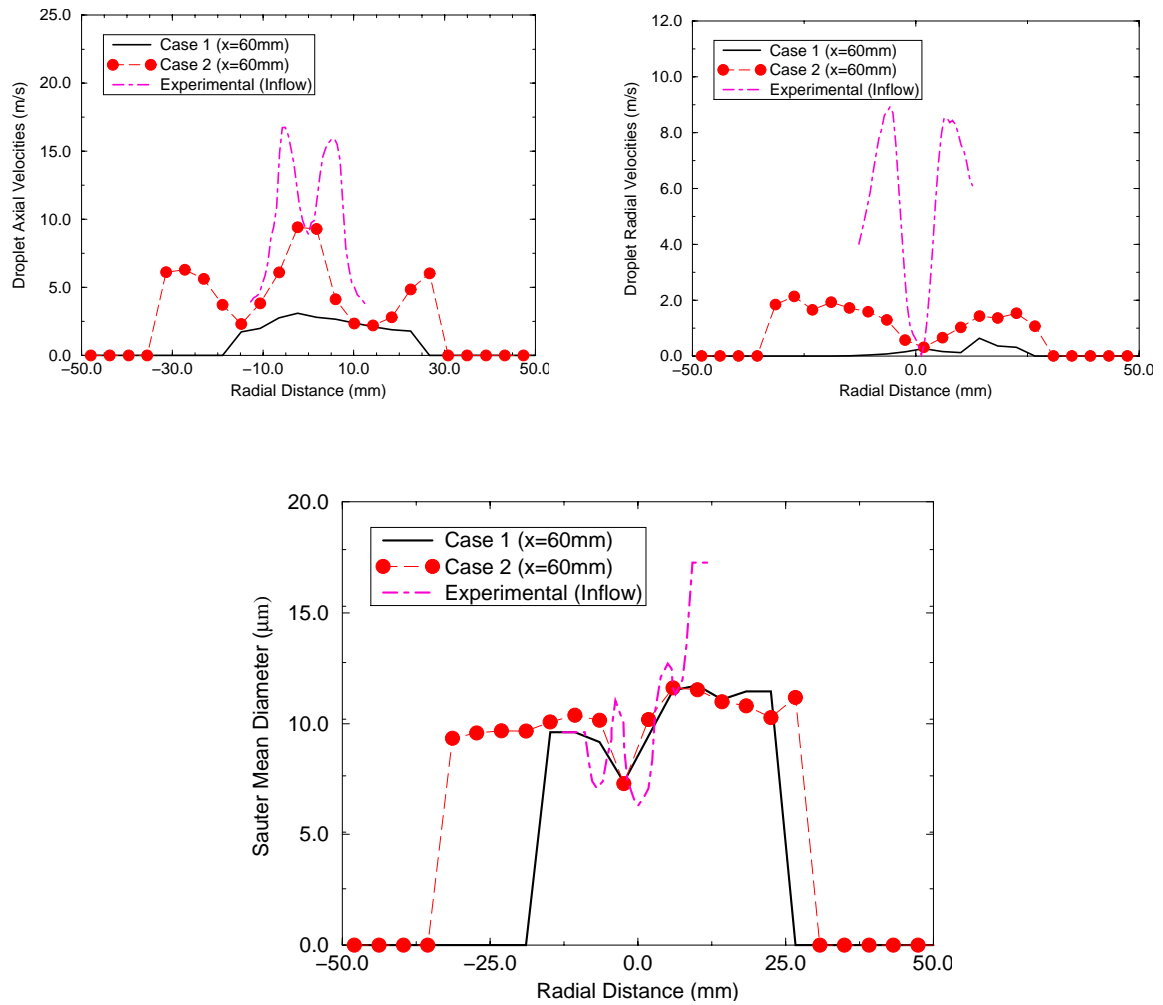 25.0
20.0
15.0
10.0
5.0
0.0
Droplet Axial Velocities (m/s)
Case 1 (x=60mm)
Case 2 (x=60mm)
Experimental (Inflow)
−50.0 −30.0 −10.0 10.0 30.0 50.0
Radial Distance (mm)
12.0
10.0
8.0
6.0
4.0
2.0
0.0
Droplet Radial Velocities (m/s)
Case 1 (x=60mm)
Case 2 (x=60mm)
Experimental (Inflow)
−50.0 0.0 50.0
Radial Distance (mm)
20.0
15.0
10.0
5.0
0.0
Sauter Mean Diameter (μm)
Case 1 (x=60mm)
Case 2 (x=60mm)
Experimental (Inflow)
−50.0 −25.0 0.0 25.0 50.0
Radial Distance (mm)